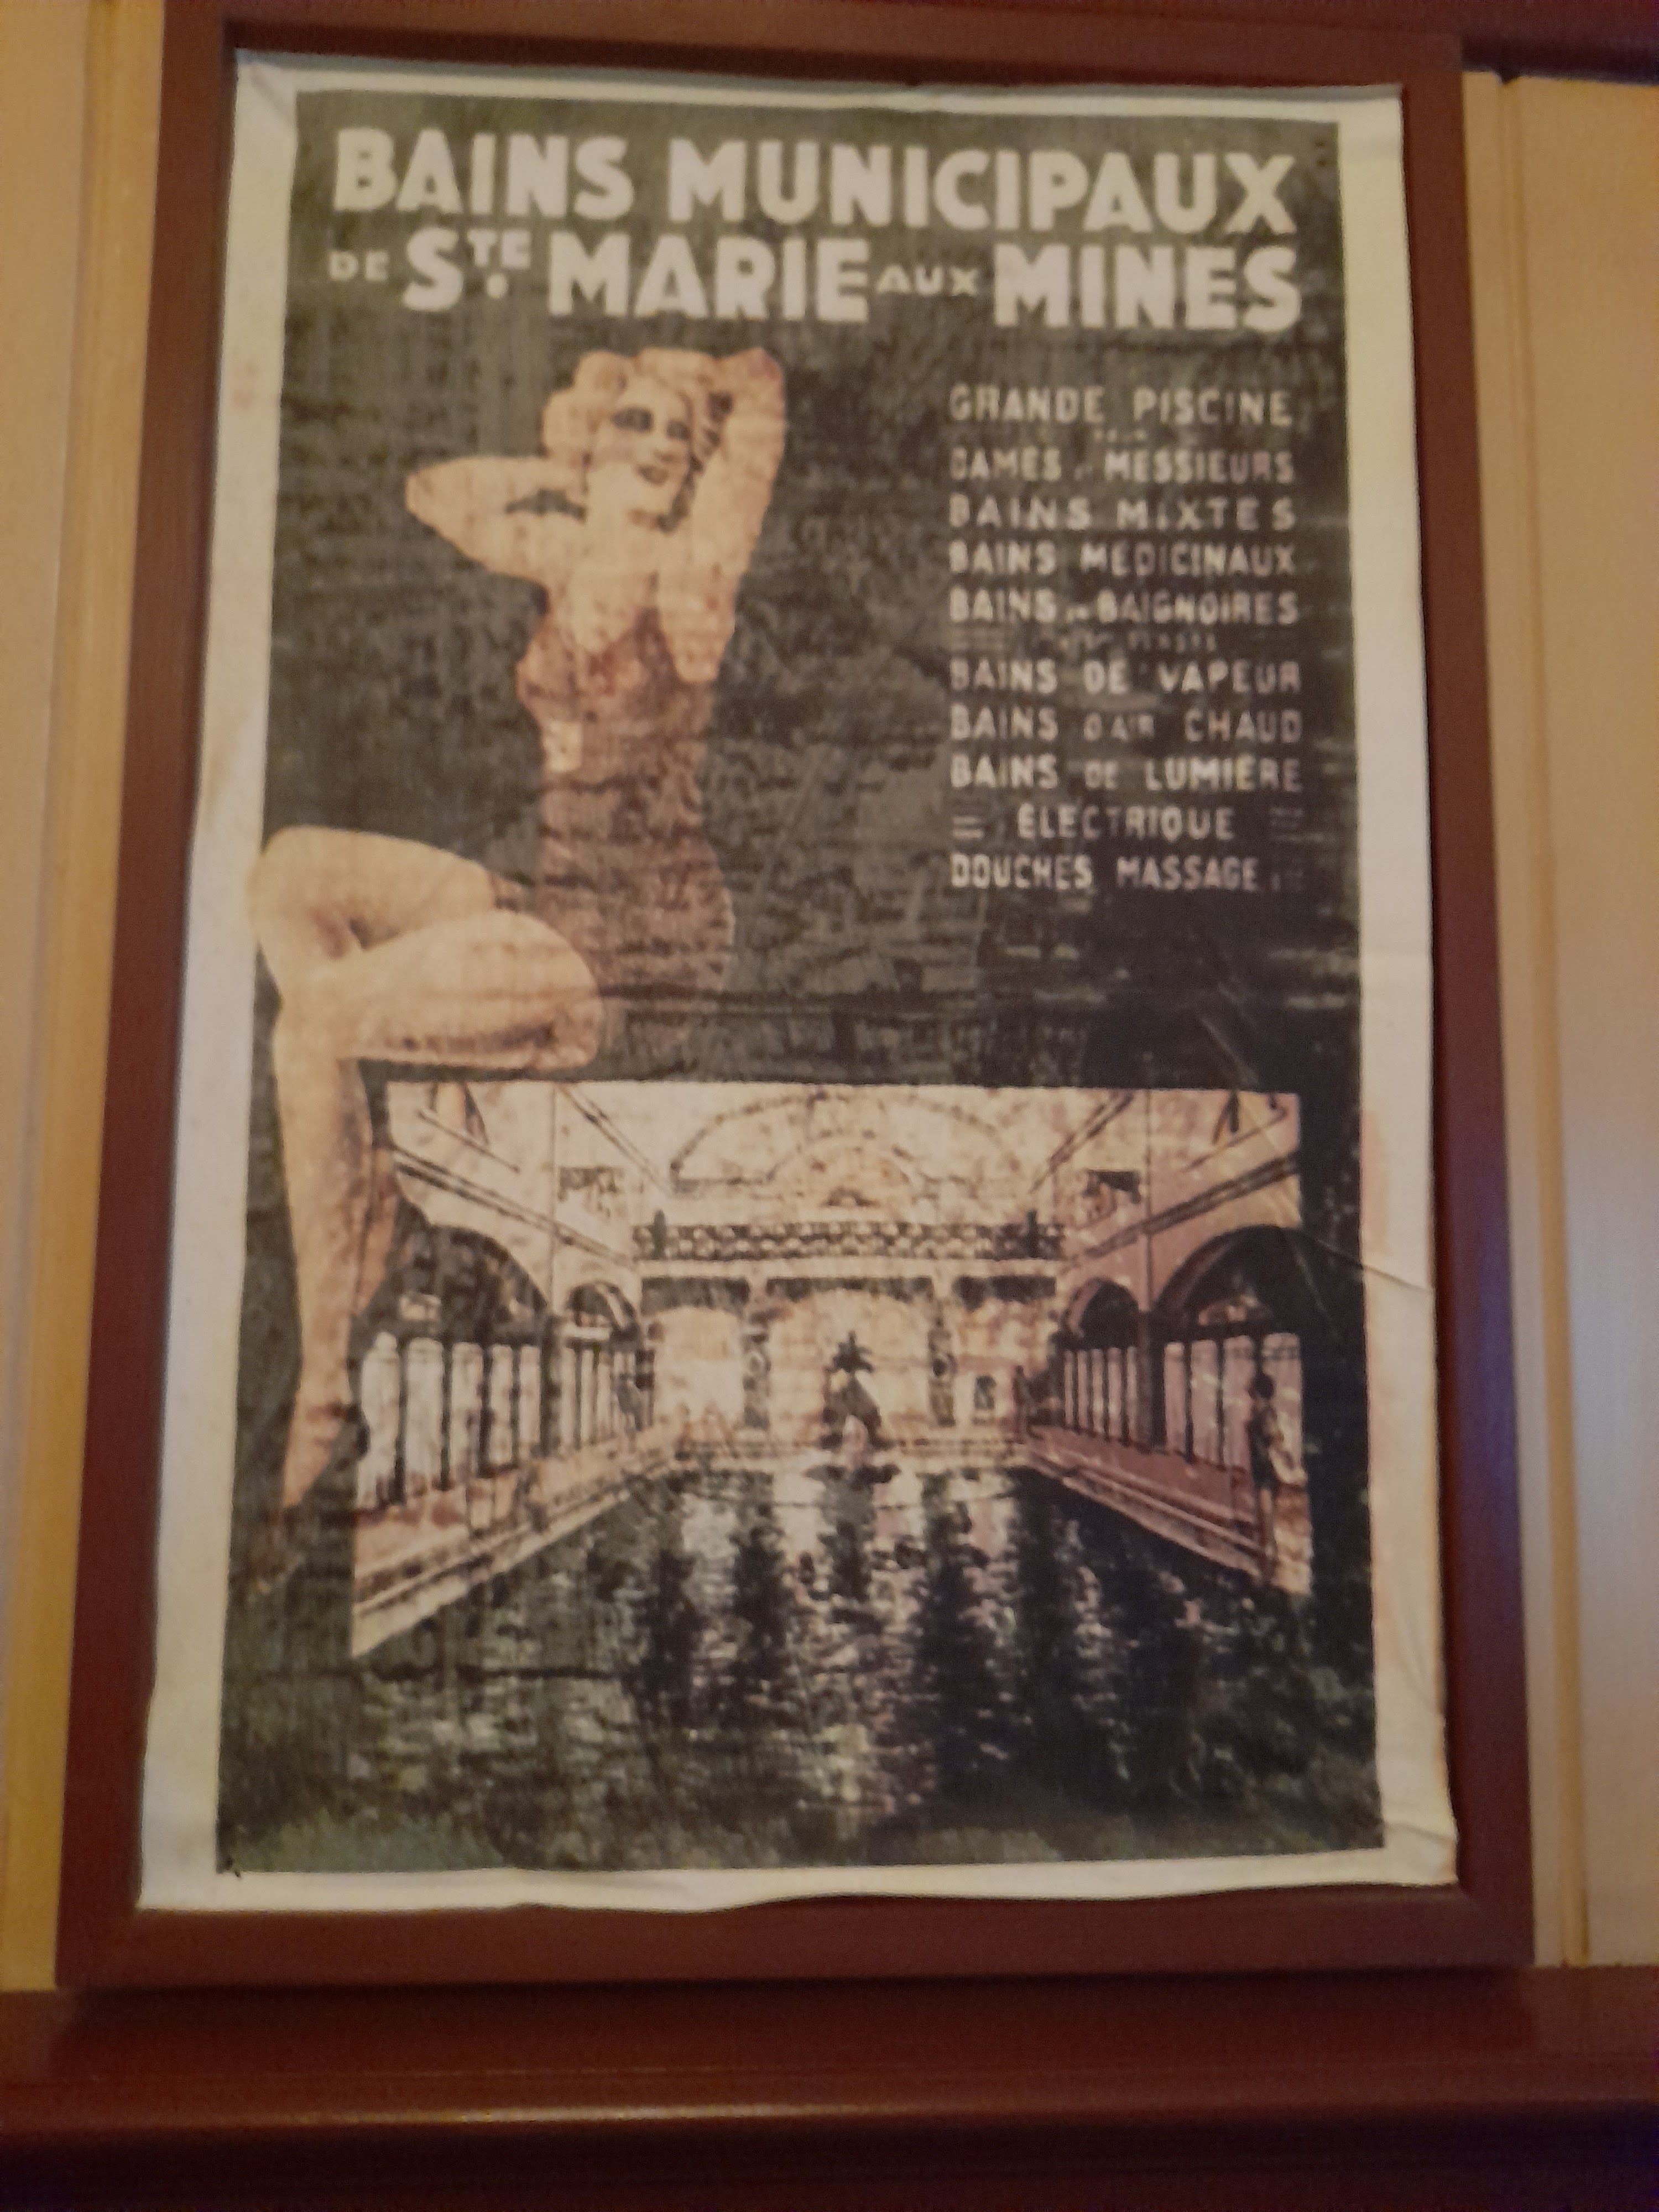 BAINS MUNICIPAUX
DE STE. MARIE AUX MINES
GRANDE PISCINE
DAMES MESSIEURS
BAINS MIXTES
BAINS MÉDICINAUX
BAINS BAIGNOIRES
BAINS DE VAPEUR
BAINS D'AIR CHAUD
BAINS DE LUMIÈRE
ÉLECTRIQUE
DOUCHES MASSAGE